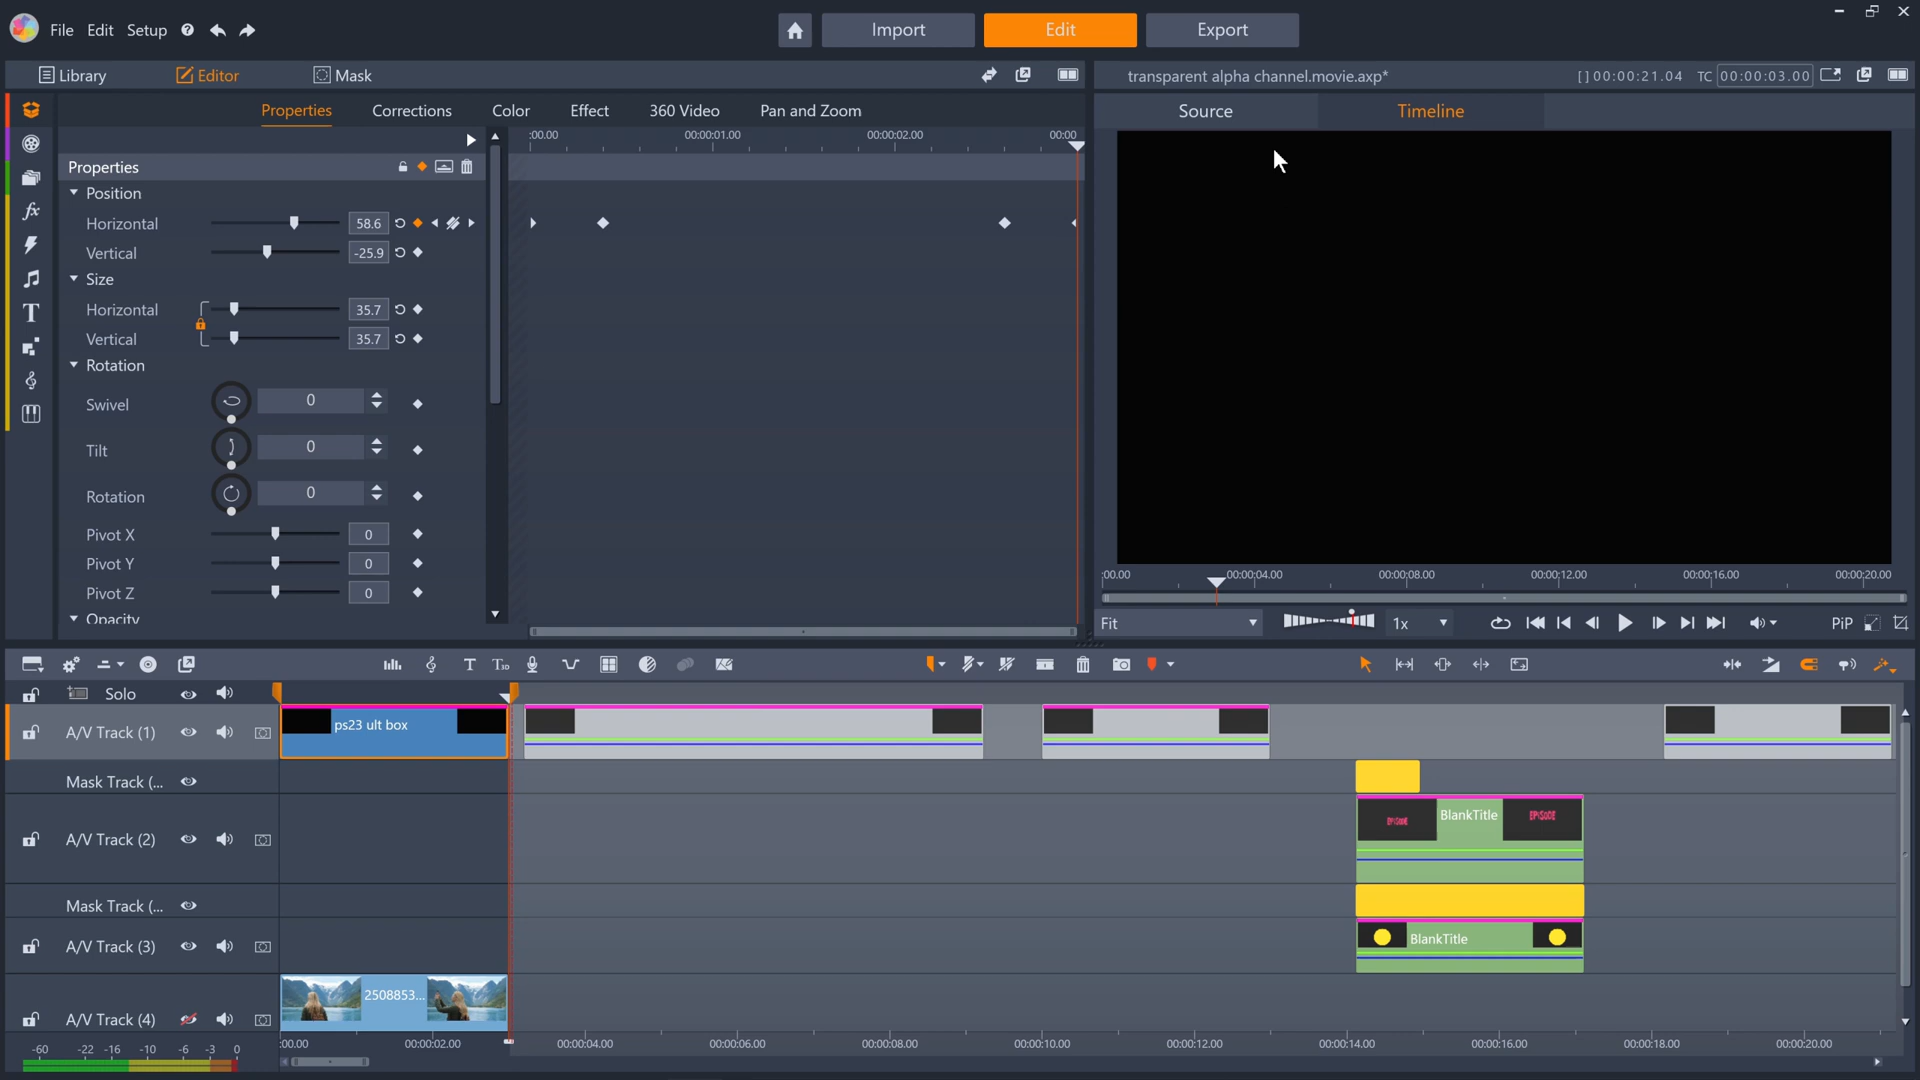 File Edit Setup
Import Edit Export
Library Editor Mask
transparent alpha channel.movie.axp* [ ] 00:00:21.04 TC 00:00:03.00
Properties Corrections Color Effect 360 Video Pan and Zoom
Source Timeline
:00.00 00:00:01.00 00:00:02.00 00:00
Properties
Position
Horizontal 58.6
Vertical -25.9
Size
Horizontal 35.7
Vertical 35.7
Rotation
Swivel 0
Tilt 0
Rotation 0
Pivot X 0
Pivot Y 0
Pivot Z 0
Opacity
:00.00 00:00:04.00 00:00:08.00 00:00:12.00 00:00:16.00 00:00:20.00
Fit 1x PiP
Solo
A/V Track (1) ps23 ult box
Mask Track (...
A/V Track (2) EPISODE BlankTitle EPISODE
Mask Track (...
A/V Track (3) BlankTitle
A/V Track (4) 2508853...
-60 -22 -16 -10 -6 -3 0
:00.00 00:00:02.00 00:00:04.00 00:00:06.00 00:00:08.00 00:00:10.00 00:00:12.00 00:00:14.00 00:00:16.00 00:00:18.00 00:00:20.00